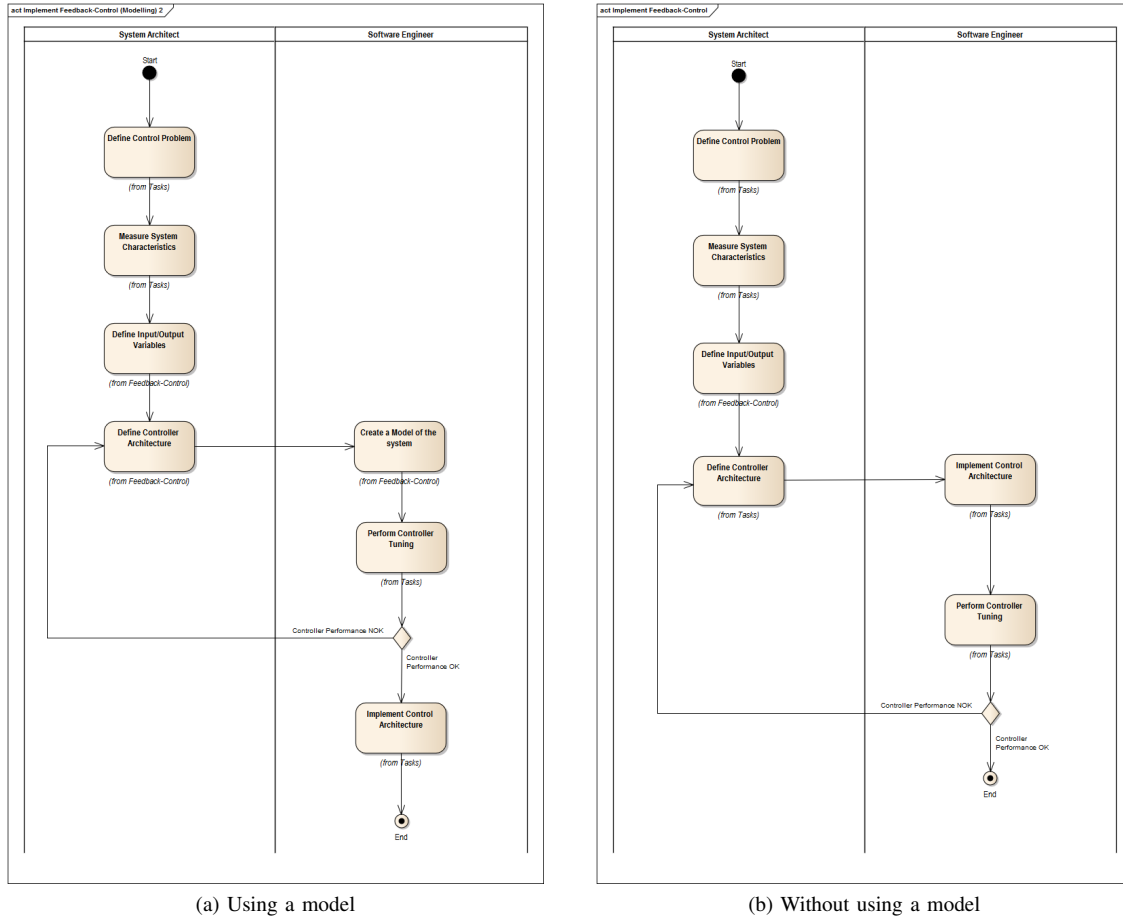 act Implement Feedback-Control (Modelling) 2
System Architect
Software Engineer
Start
Define Control Problem
(from Tasks)
Measure System
Characteristics
(from Tasks)
Define Input/Output
Variables
(from Feedback-Control)
Define Controller
Architecture
(from Feedback-Control)
Create a Model of the
system
(from Feedback-Control)
Perform Controller
Tuning
(from Tasks)
Controller Performance NOK
Controller
Performance OK
Implement Control
Architecture
(from Tasks)
End
(a) Using a model
act Implement Feedback-Control
System Architect
Software Engineer
Start
Define Control Problem
(from Tasks)
Measure System
Characteristics
(from Tasks)
Define Input/Output
Variables
(from Feedback-Control)
Define Controller
Architecture
(from Tasks)
Implement Control
Architecture
(from Tasks)
Perform Controller
Tuning
(from Tasks)
Controller Performance NOK
Controller
Performance OK
End
(b) Without using a model